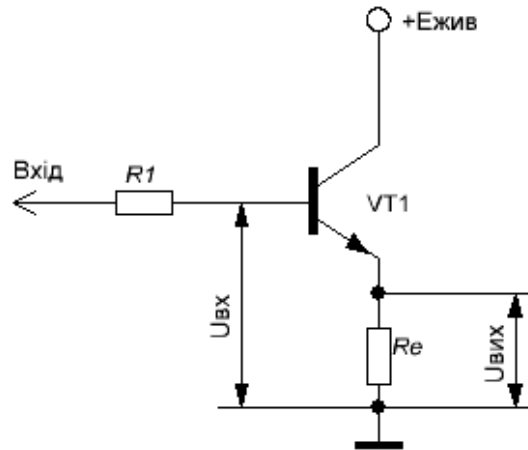 +Eжив
Вхід
R1
VT1
Uвх
Re
Uвих